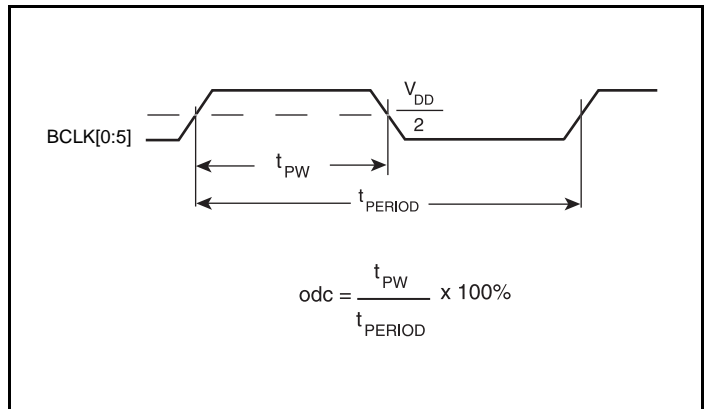 V_DD
2
BCLK[0:5]
t_PW
t_PERIOD
odc = t_PW / t_PERIOD x 100%